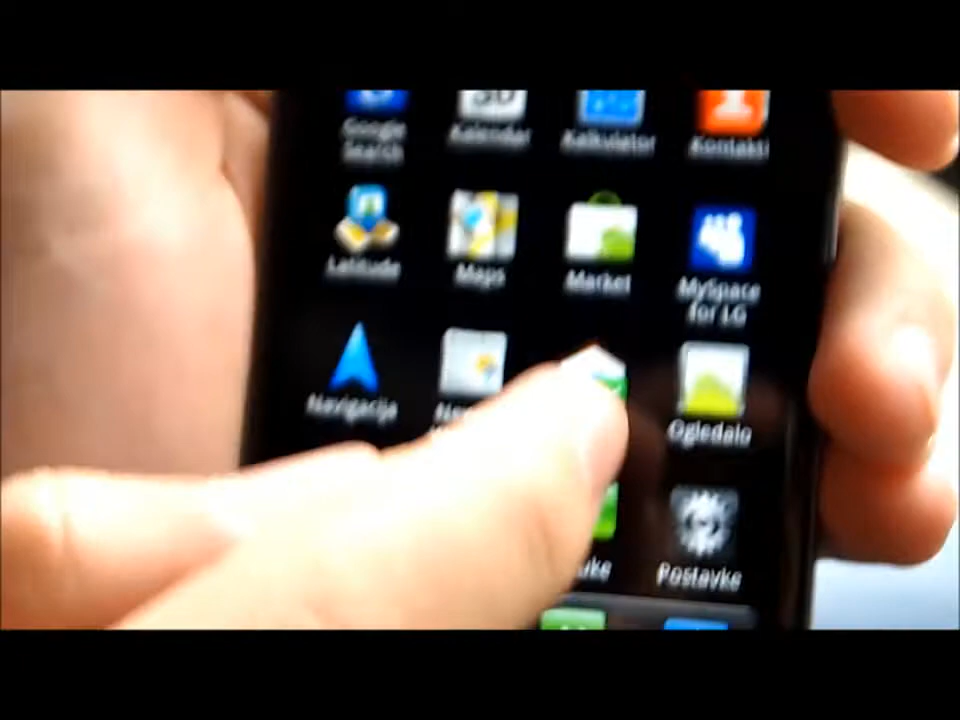 Google
Search
Kalendar
Kalkulator
Kontakti
Latitude
Maps
Market
MySpace
for LG
Navigacija
Ogledalo
Postavke